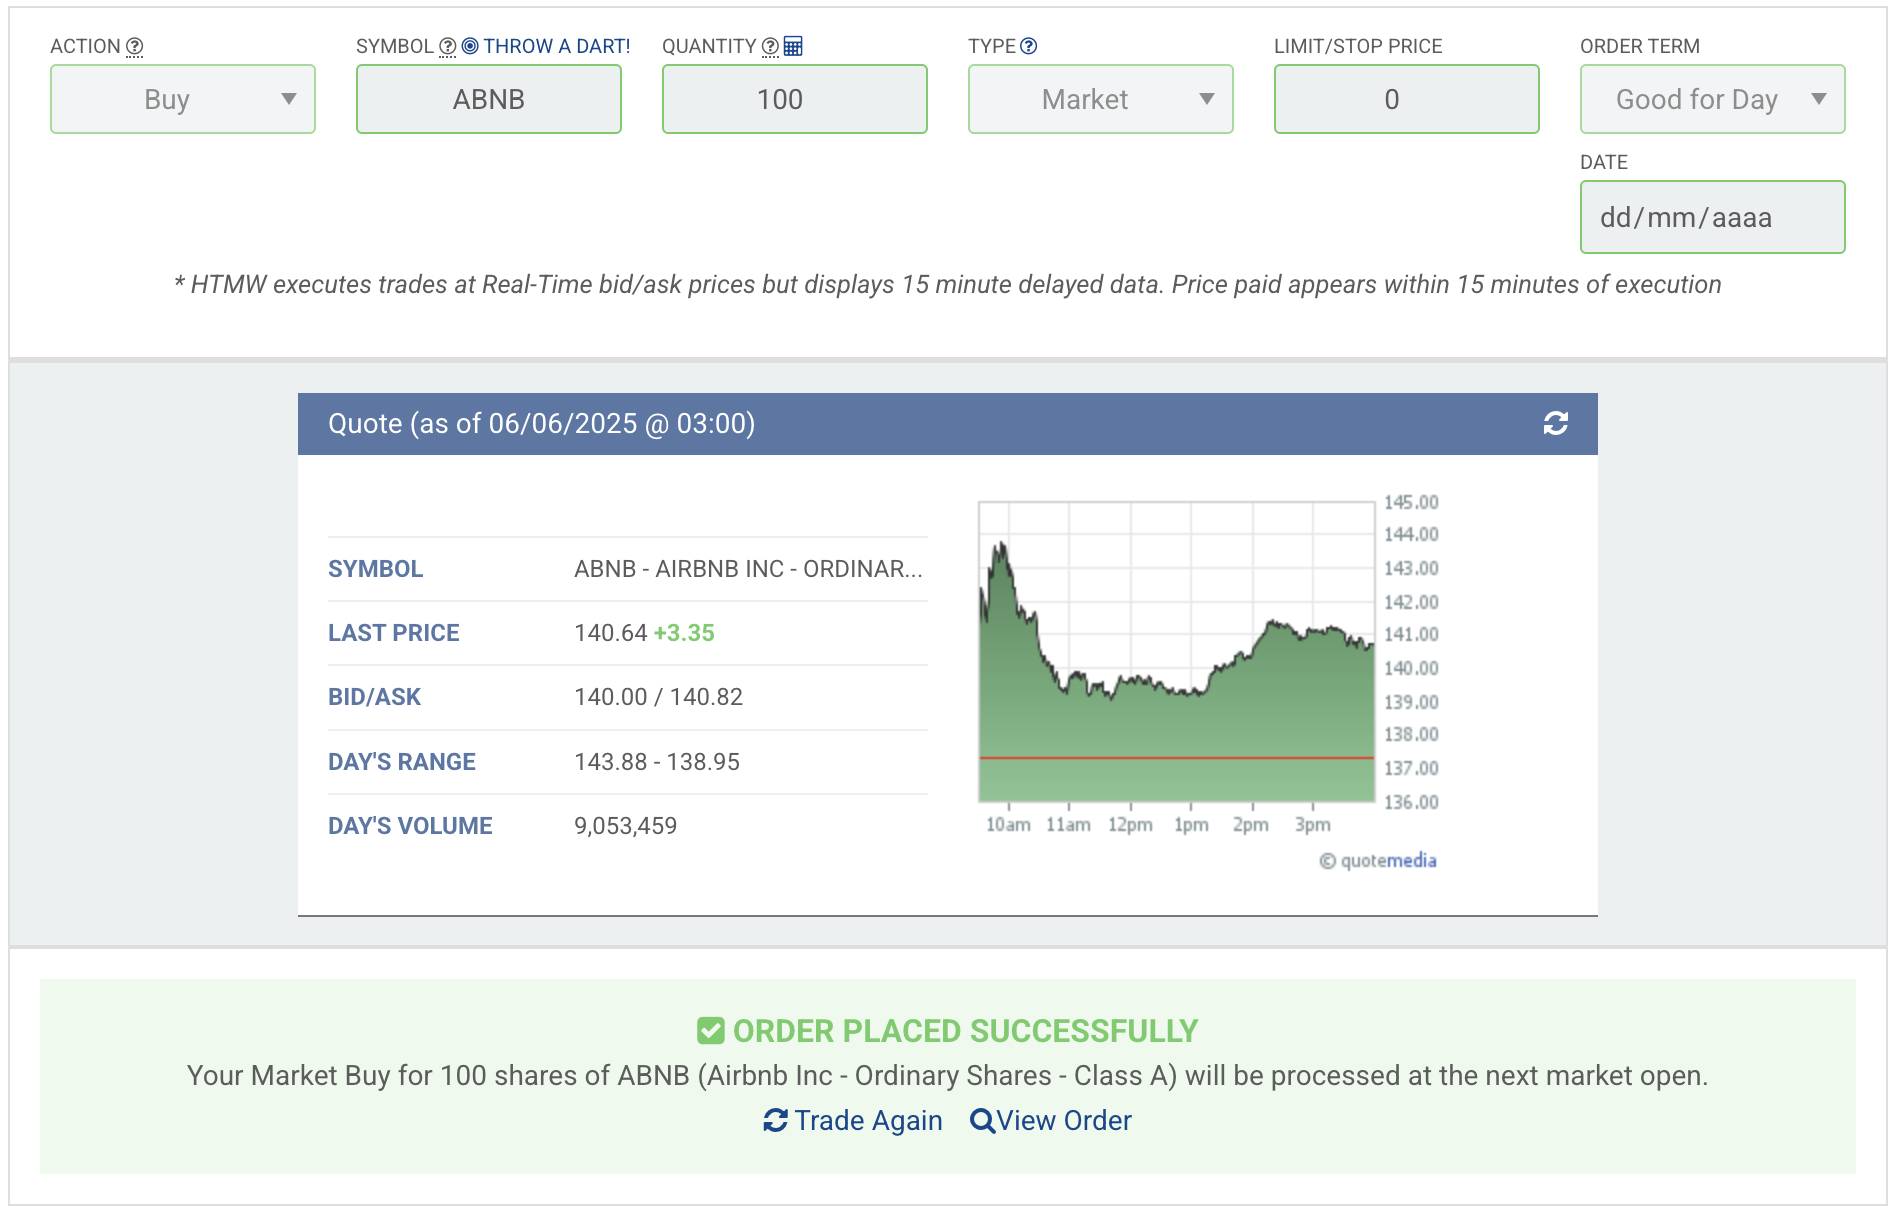 ACTION ?
SYMBOL ? THROW A DART!
QUANTITY ?
TYPE ?
LIMIT/STOP PRICE
ORDER TERM
Buy
ABNB
100
Market
0
Good for Day
DATE
dd/mm/aaaa
* HTMW executes trades at Real-Time bid/ask prices but displays 15 minute delayed data. Price paid appears within 15 minutes of execution
Quote (as of 06/06/2025 @ 03:00)
SYMBOL ABNB - AIRBNB INC - ORDINAR...
LAST PRICE 140.64 +3.35
BID/ASK 140.00 / 140.82
DAY'S RANGE 143.88 - 138.95
DAY'S VOLUME 9,053,459
145.00
144.00
143.00
142.00
141.00
140.00
139.00
138.00
137.00
136.00
10am 11am 12pm 1pm 2pm 3pm
© quotemedia
ORDER PLACED SUCCESSFULLY
Your Market Buy for 100 shares of ABNB (Airbnb Inc - Ordinary Shares - Class A) will be processed at the next market open.
Trade Again View Order